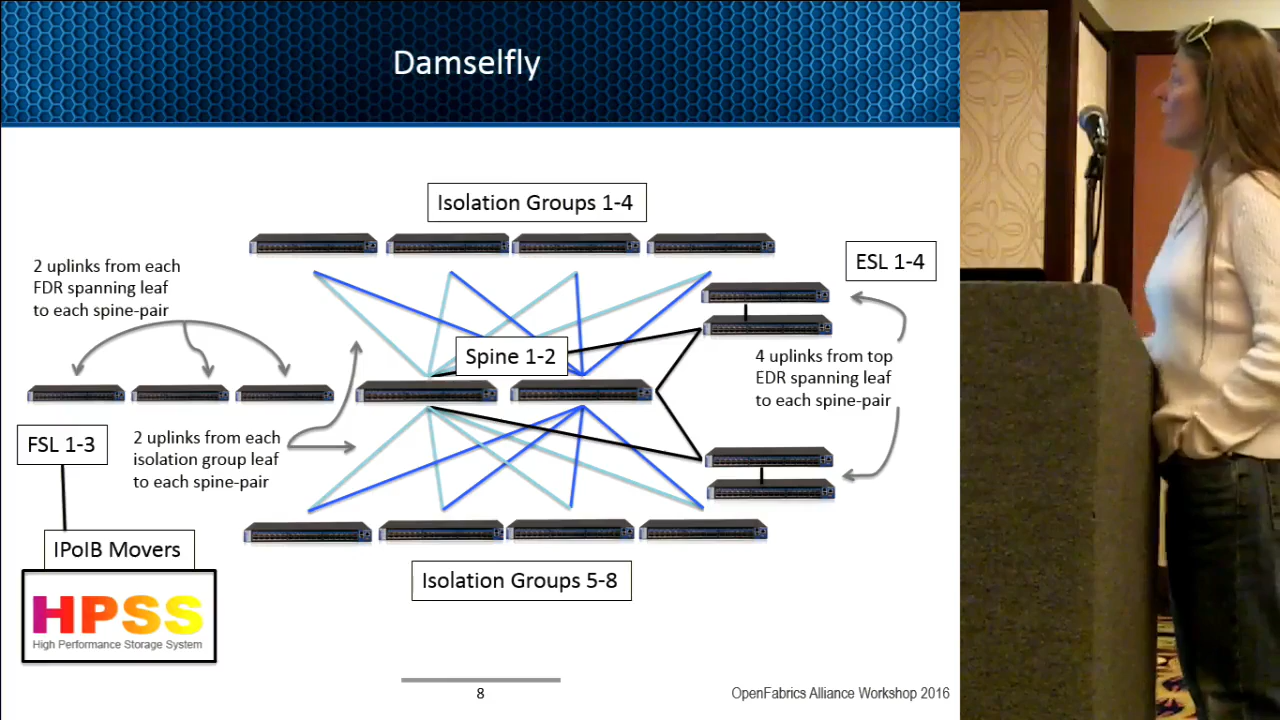 Damselfly
Isolation Groups 1-4
2 uplinks from each
FDR spanning leaf
to each spine-pair
ESL 1-4
Spine 1-2
4 uplinks from top
EDR spanning leaf
to each spine-pair
FSL 1-3
2 uplinks from each
isolation group leaf
to each spine-pair
IPoIB Movers
HPSS
High Performance Storage System
Isolation Groups 5-8
8
OpenFabrics Alliance Workshop 2016